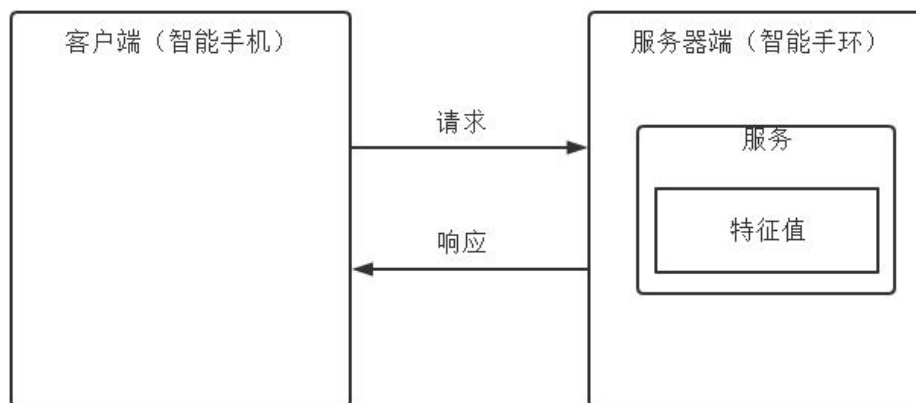 客户端（智能手机）
服务器端（智能手环）
请求
服务
特征值
响应